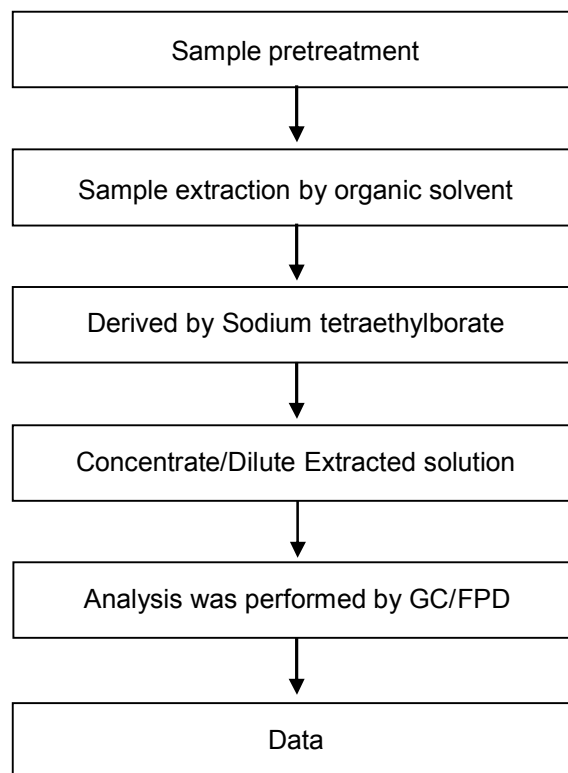 Sample pretreatment
Sample extraction by organic solvent
Derived by Sodium tetraethylborate
Concentrate/Dilute Extracted solution
Analysis was performed by GC/FPD
Data